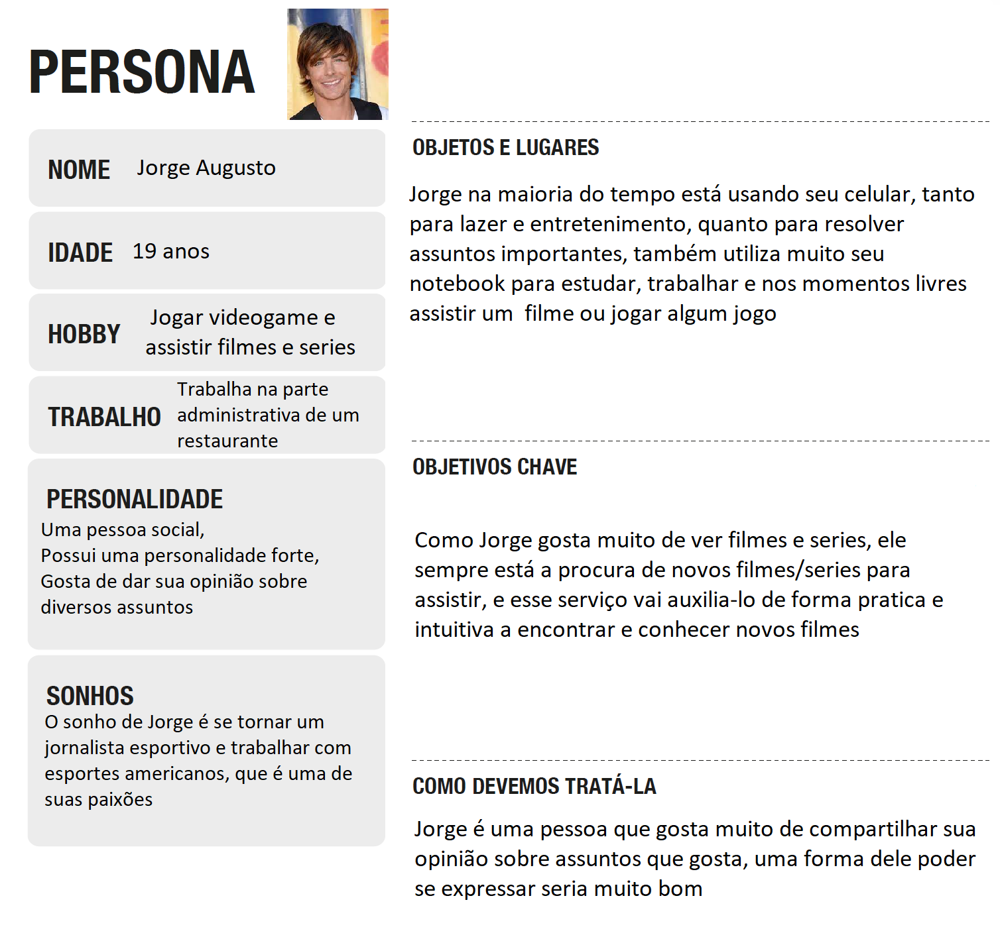 PERSONA
NOME Jorge Augusto
IDADE 19 anos
HOBBY Jogar videogame e
assistir filmes e series
TRABALHO Trabalha na parte
administrativa de um
restaurante
PERSONALIDADE
Uma pessoa social,
Possui uma personalidade forte,
Gosta de dar sua opinião sobre
diversos assuntos
SONHOS
O sonho de Jorge é se tornar um
jornalista esportivo e trabalhar com
esportes americanos, que é uma de
suas paixões
OBJETOS E LUGARES
Jorge na maioria do tempo está usando seu celular, tanto
para lazer e entretenimento, quanto para resolver
assuntos importantes, também utiliza muito seu
notebook para estudar, trabalhar e nos momentos livres
assistir um  filme ou jogar algum jogo
OBJETIVOS CHAVE
Como Jorge gosta muito de ver filmes e series, ele
sempre está a procura de novos filmes/series para
assistir, e esse serviço vai auxilia-lo de forma pratica e
intuitiva a encontrar e conhecer novos filmes
COMO DEVEMOS TRATÁ-LA
Jorge é uma pessoa que gosta muito de compartilhar sua
opinião sobre assuntos que gosta, uma forma dele poder
se expressar seria muito bom